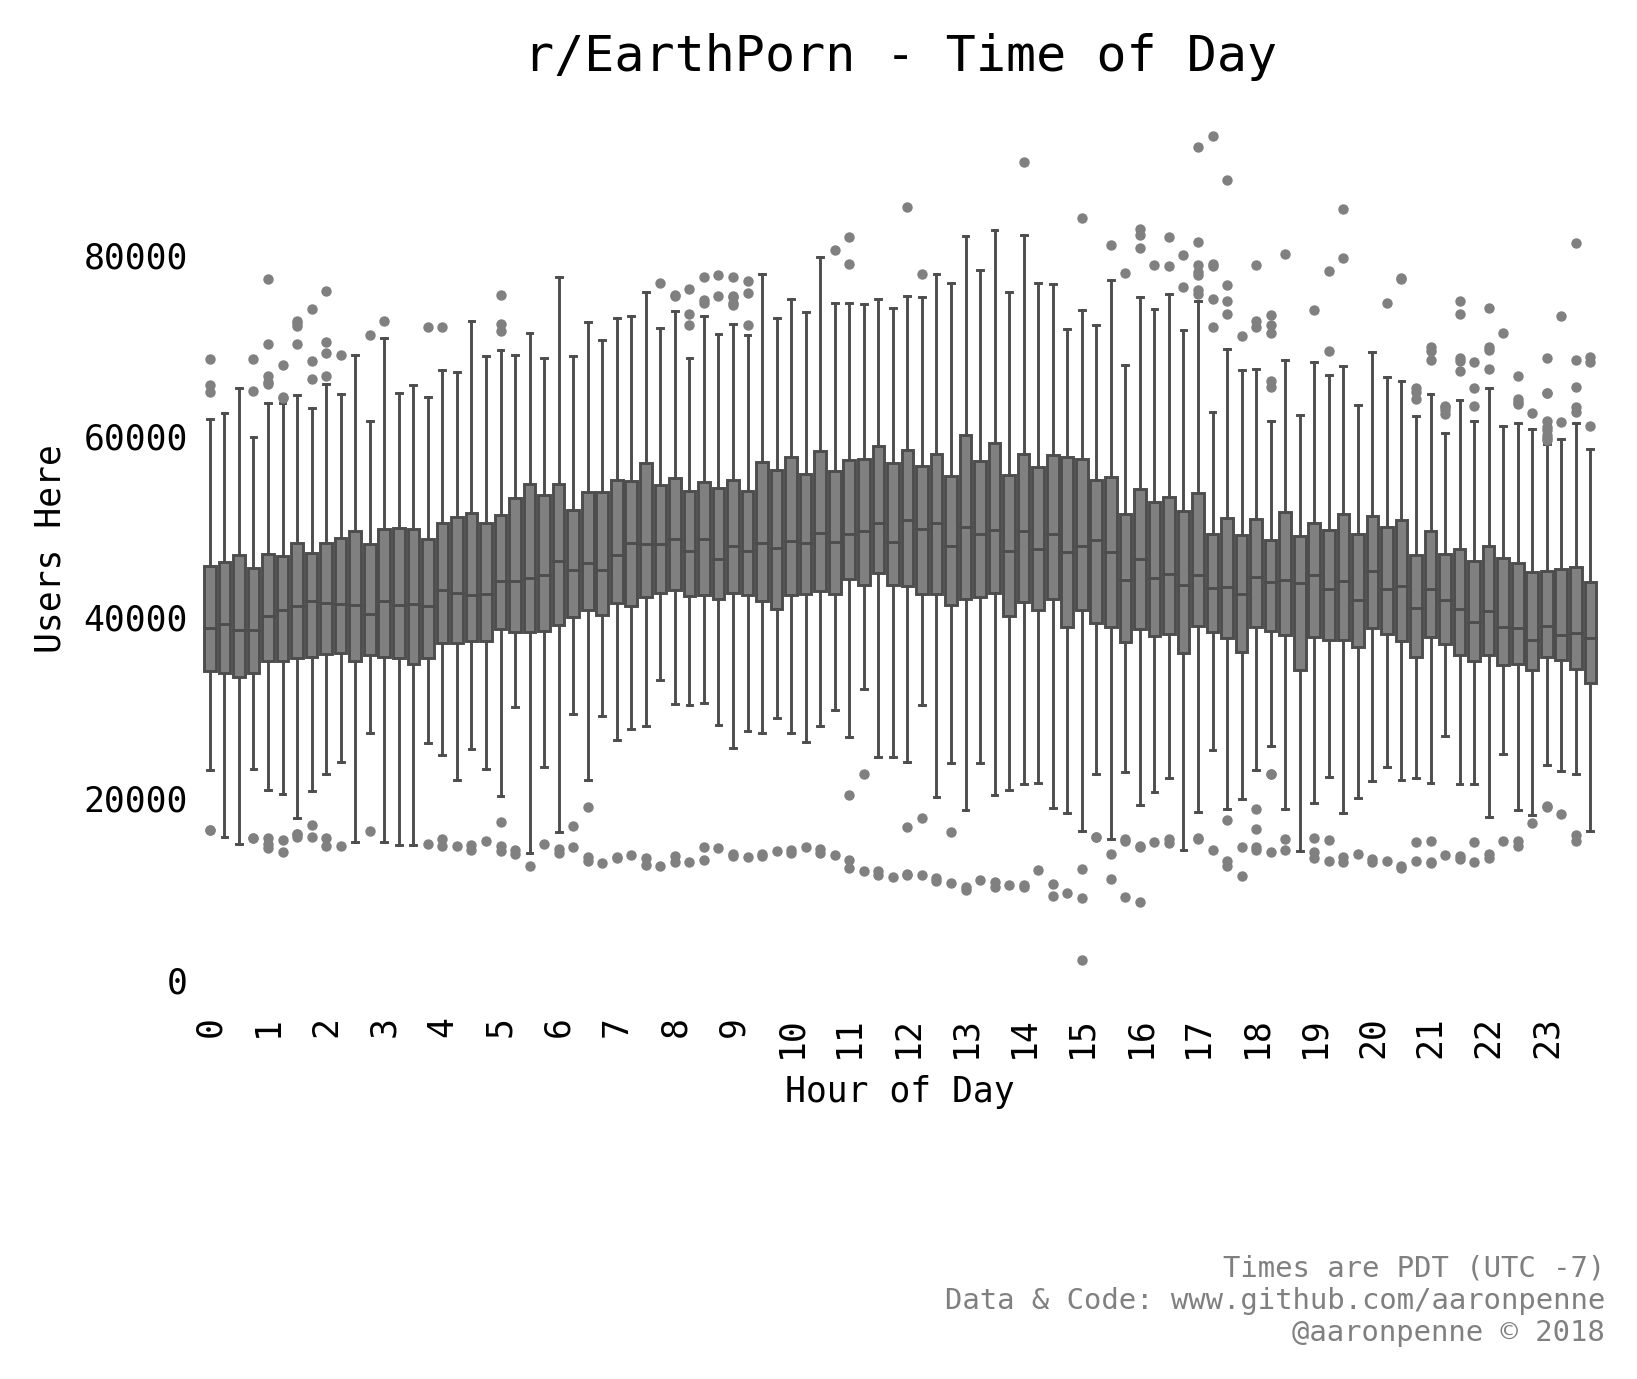 r/EarthPorn - Time of Day
80000
60000
40000
20000
0
Users Here
0 1 2 3 4 5 6 7 8 9 10 11 12 13 14 15 16 17 18 19 20 21 22 23
Hour of Day
Times are PDT (UTC -7)
Data & Code: www.github.com/aaronpenne
@aaronpenne © 2018